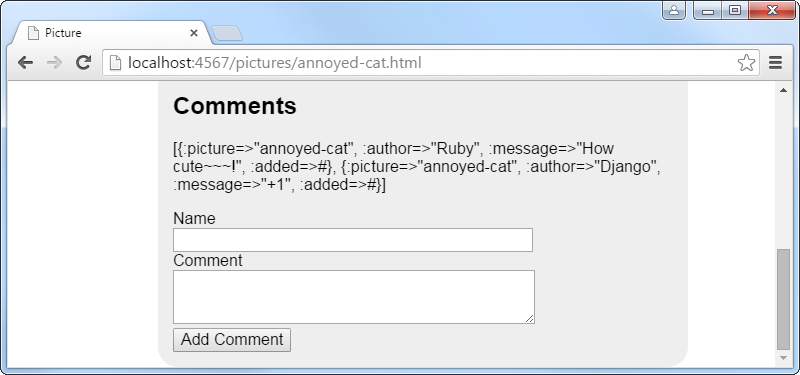 Picture
localhost:4567/pictures/annoyed-cat.html
Comments
[{:picture=>"annoyed-cat", :author=>"Ruby", :message=>"How
cute~~~!", :added=>#}, {:picture=>"annoyed-cat", :author=>"Django",
:message=>"+1", :added=>#}]
Name
Comment
Add Comment